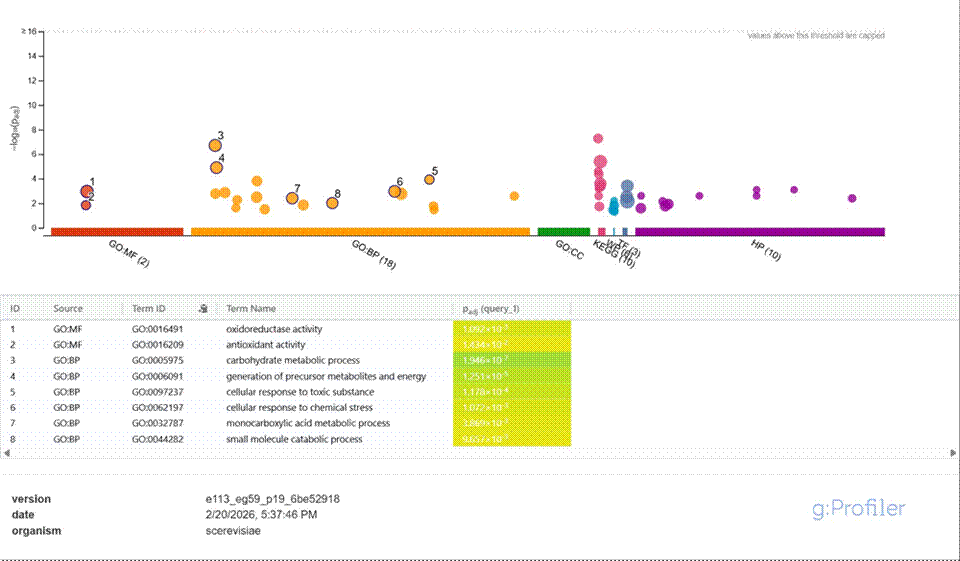 values above this threshold are capped
≥16
14
12
10
8
6
4
2
0
-log10(padj)
1
2
3
4
5
6
7
8
GO:MF (2)
GO:BP (18)
GO:CC
KEGG (10)
TF (3)
HP (10)
ID Source Term ID Term Name padj (query_1)
1 GO:MF GO:0016491 oxidoreductase activity
2 GO:MF GO:0016209 antioxidant activity
3 GO:BP GO:0005975 carbohydrate metabolic process
4 GO:BP GO:0006091 generation of precursor metabolites and energy
5 GO:BP GO:0097237 cellular response to toxic substance
6 GO:BP GO:0062197 cellular response to chemical stress
7 GO:BP GO:0032787 monocarboxylic acid metabolic process
8 GO:BP GO:0044282 small molecule catabolic process
version e113_eg59_p19_6be52918
date 2/20/2026, 5:37:46 PM
organism scerevisiae
g:Profiler